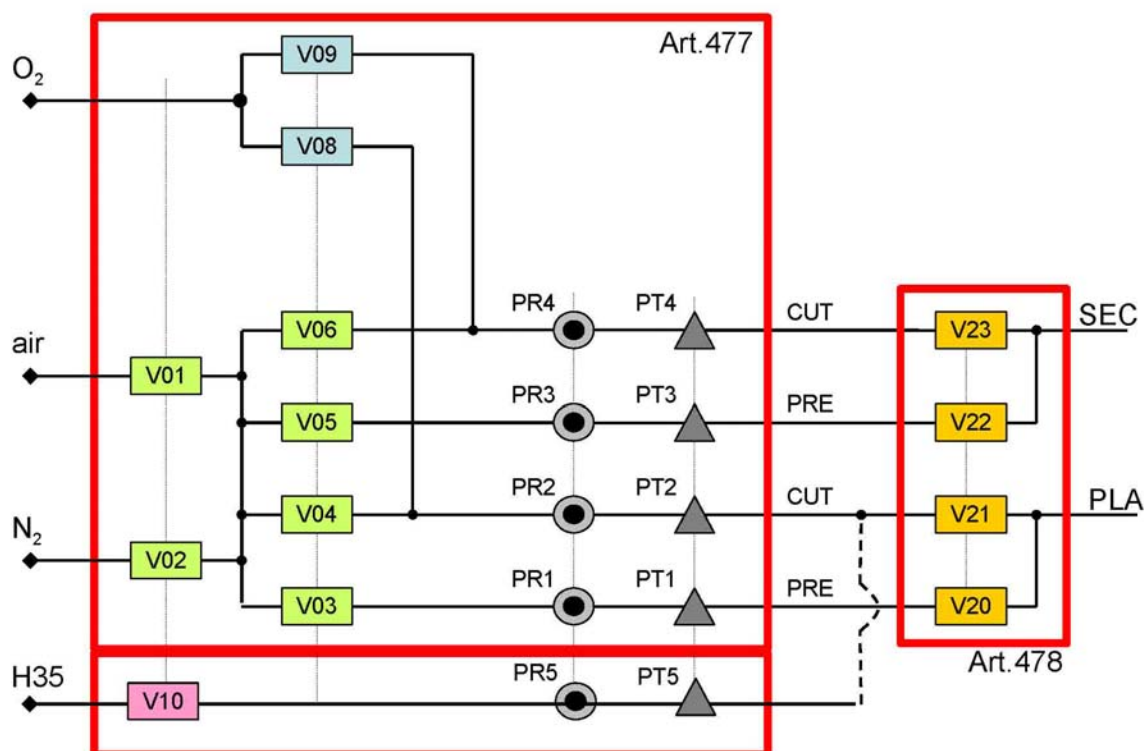 Art.477
V09
O2
V08
PR4 PT4 CUT SEC
V06 V23
air
V01
PR3 PT3 PRE
V05 V22
PR2 PT2 CUT PLA
V04 V21
N2
V02
PR1 PT1 PRE
V03 V20
Art.478
H35 PR5 PT5
V10